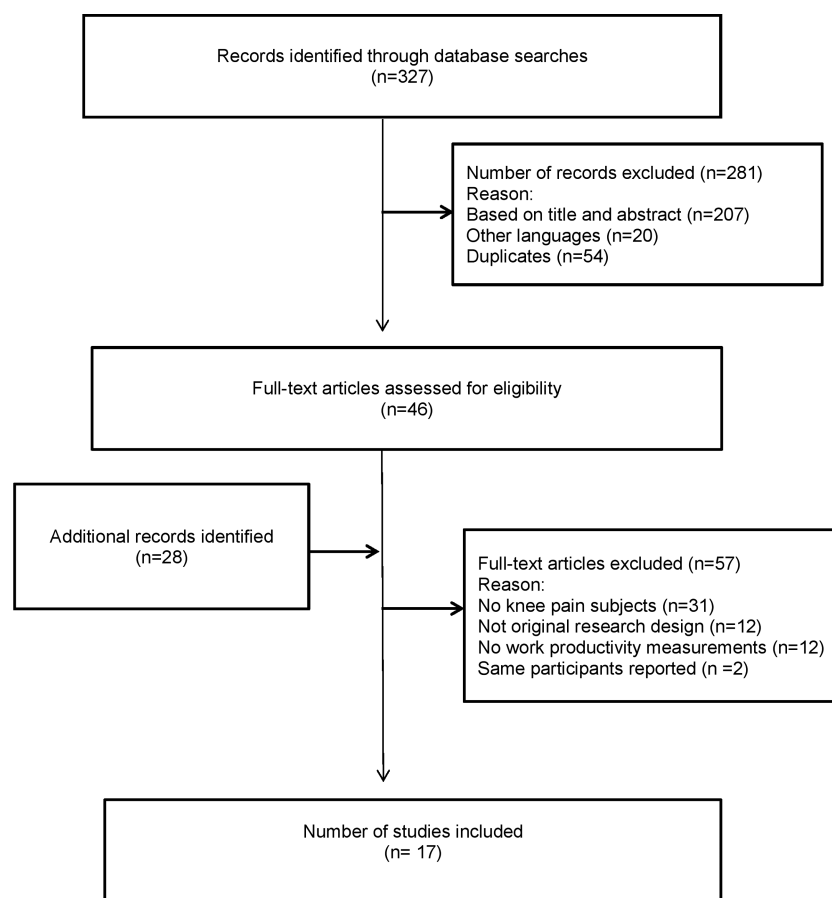 Records identified through database searches
(n=327)
Number of records excluded (n=281)
Reason:
Based on title and abstract (n=207)
Other languages (n=20)
Duplicates (n=54)
Full-text articles assessed for eligibility
(n=46)
Additional records identified
(n=28)
Full-text articles excluded (n=57)
Reason:
No knee pain subjects (n=31)
Not original research design (n=12)
No work productivity measurements (n=12)
Same participants reported (n =2)
Number of studies included
(n= 17)